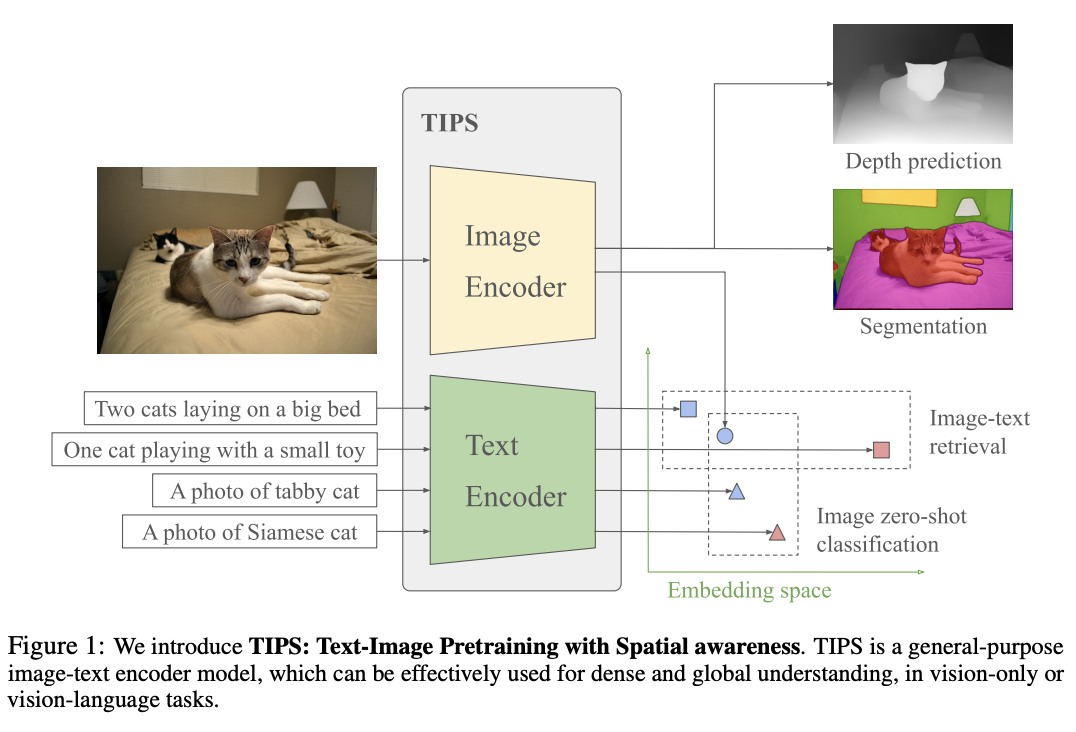 TIPS
Depth prediction
Image
Encoder
Segmentation
Two cats laying on a big bed
One cat playing with a small toy
A photo of tabby cat
A photo of Siamese cat
Text
Encoder
Image-text
retrieval
Image zero-shot
classification
Embedding space
Figure 1: We introduce TIPS: Text-Image Pretraining with Spatial awareness. TIPS is a general-purpose
image-text encoder model, which can be effectively used for dense and global understanding, in vision-only or
vision-language tasks.